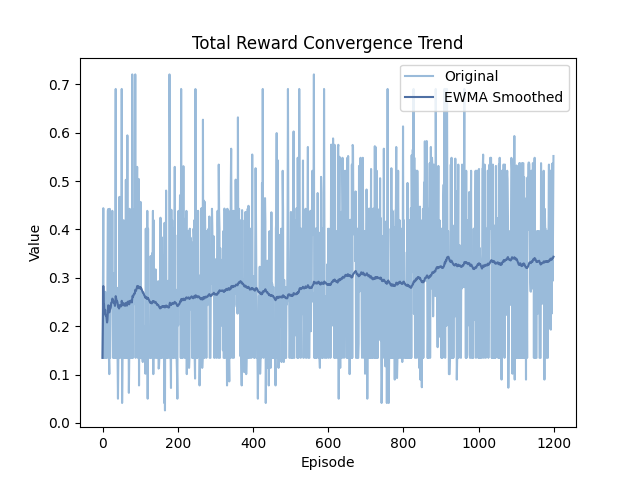 Total Reward Convergence Trend
Original
EWMA Smoothed
Value
0.7
0.6
0.5
0.4
0.3
0.2
0.1
0.0
0 200 400 600 800 1000 1200
Episode